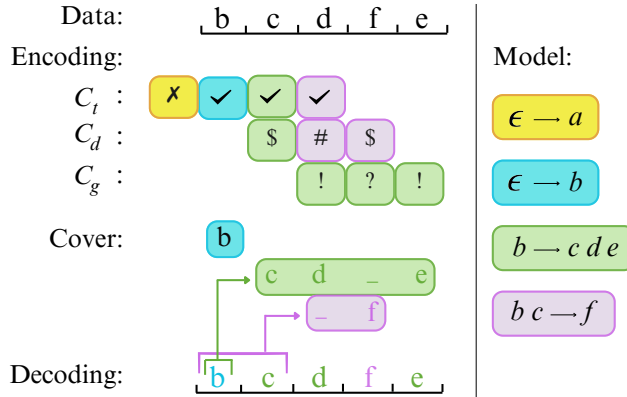 Data: b c d f e
Encoding: Model:
C_t : ✗ ✓ ✓ ✓
ϵ → a
C_d : $ # $
C_g : ! ? !
ϵ → b
Cover: b
b → c d e
c d _ e
_ f
b c → f
Decoding: b c d f e